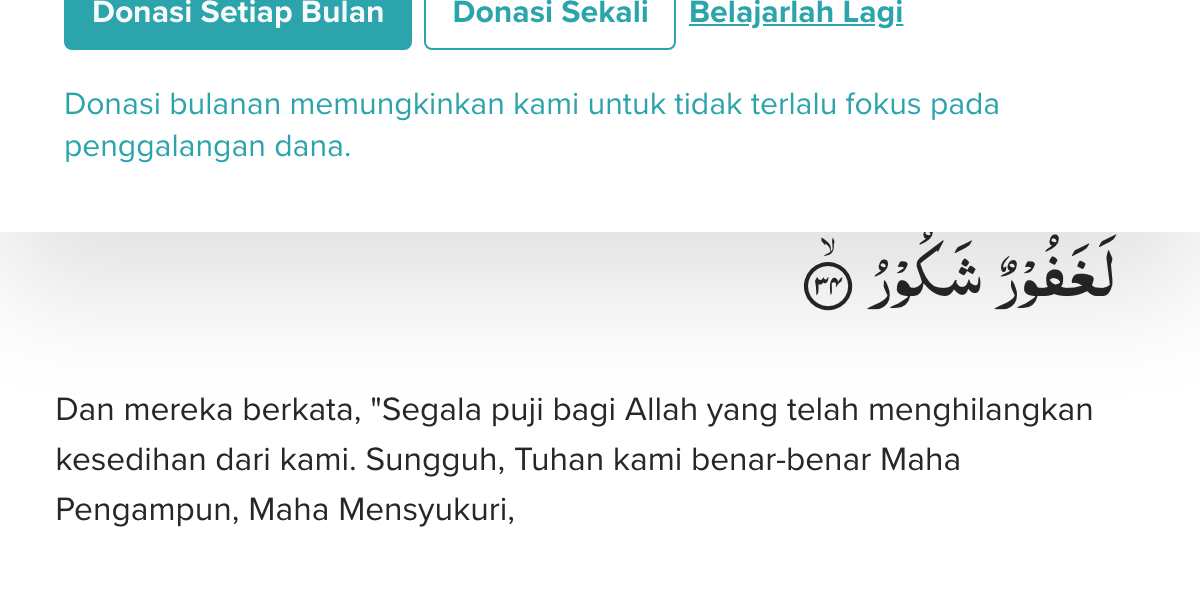 Donasi Setiap Bulan Donasi Sekali Belajarlah Lagi
Donasi bulanan memungkinkan kami untuk tidak terlalu fokus pada
penggalangan dana.
لَغَفُوْرٌ شَكُوْرُ ۙ۝٣٤
Dan mereka berkata, "Segala puji bagi Allah yang telah menghilangkan
kesedihan dari kami. Sungguh, Tuhan kami benar-benar Maha
Pengampun, Maha Mensyukuri,